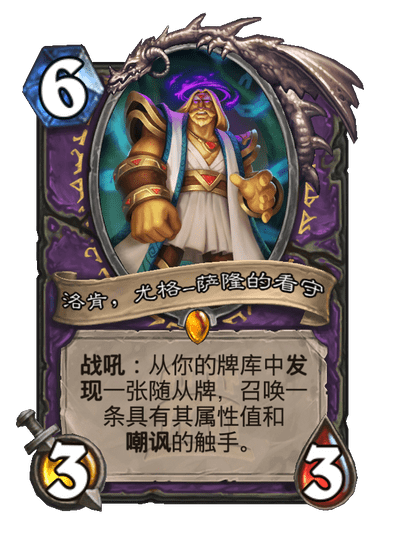 6
洛肯，尤格-萨隆的看守
战吼：从你的牌库中发
现一张随从牌，召唤一
条具有其属性值和
嘲讽的触手。
3
3